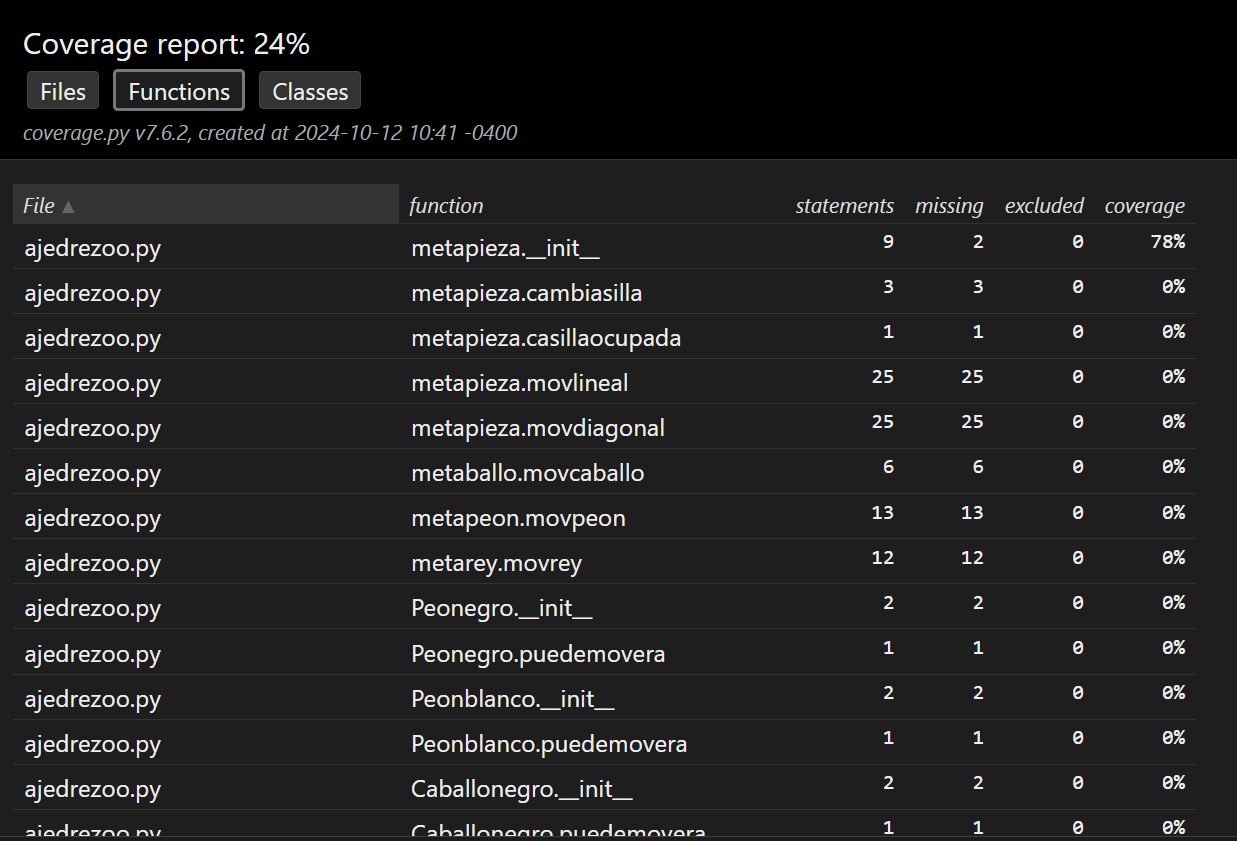 Coverage report: 24%
Files Functions Classes
coverage.py v7.6.2, created at 2024-10-12 10:41 -0400
File ▲ function statements missing excluded coverage
ajedrezoo.py metapieza.__init__ 9 2 0 78%
ajedrezoo.py metapieza.cambiasilla 3 3 0 0%
ajedrezoo.py metapieza.casillaocupada 1 1 0 0%
ajedrezoo.py metapieza.movlineal 25 25 0 0%
ajedrezoo.py metapieza.movdiagonal 25 25 0 0%
ajedrezoo.py metaballo.movcaballo 6 6 0 0%
ajedrezoo.py metapeon.movpeon 13 13 0 0%
ajedrezoo.py metarey.movrey 12 12 0 0%
ajedrezoo.py Peonegro.__init__ 2 2 0 0%
ajedrezoo.py Peonegro.puedemovera 1 1 0 0%
ajedrezoo.py Peonblanco.__init__ 2 2 0 0%
ajedrezoo.py Peonblanco.puedemovera 1 1 0 0%
ajedrezoo.py Caballonegro.__init__ 2 2 0 0%
ajedrezoo.py Caballonegro.puedemovera 1 1 0 0%